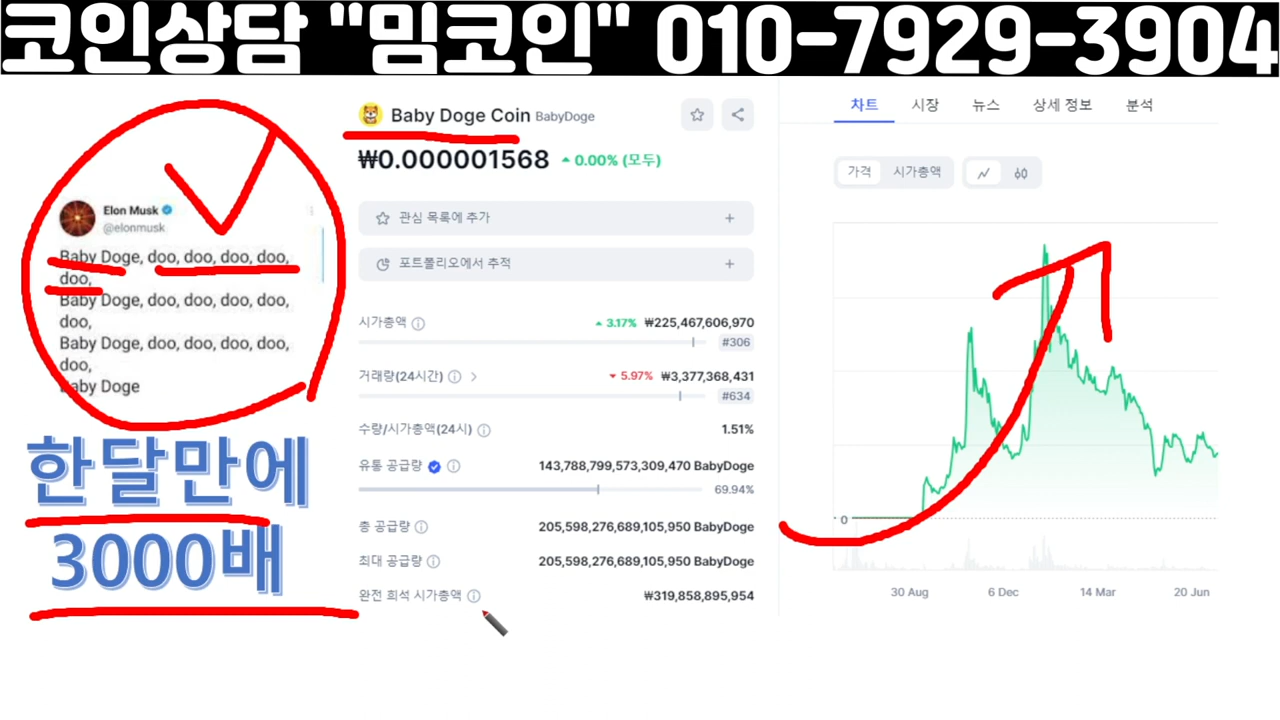 코인상담 "밈코인" 010-7929-3904
Elon Musk
@elonmusk
Baby Doge, doo, doo, doo, doo,
doo,
Baby Doge, doo, doo, doo, doo,
doo,
Baby Doge, doo, doo, doo, doo,
doo,
Baby Doge
한달만에
3000배
Baby Doge Coin BabyDoge
₩0.000001568 0.00% (모두)
관심 목록에 추가
포트폴리오에서 추적
시가총액 3.17% ₩225,467,606,970
#306
거래량(24시간) 5.97% ₩3,377,368,431
#634
수량/시가총액(24시) 1.51%
유통 공급량 143,788,799,573,309,470 BabyDoge
69.94%
총 공급량 205,598,276,689,105,950 BabyDoge
최대 공급량 205,598,276,689,105,950 BabyDoge
완전 희석 시가총액 ₩319,858,895,954
차트 시장 뉴스 상세 정보 분석
가격 시가총액
0
30 Aug 6 Dec 14 Mar 20 Jun